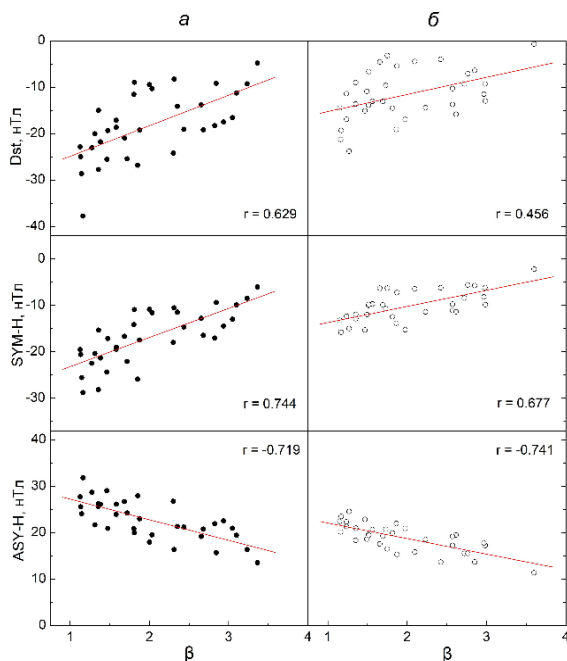 а б
0
-10
-20
-30
-40
Dst, нТл
r = 0.629
r = 0.456
0
-10
-20
-30
SYM-H, нТл
r = 0.744
r = 0.677
40
30
20
10
0
ASY-H, нТл
r = -0.719
r = -0.741
1 2 3 4 1 2 3 4
β β